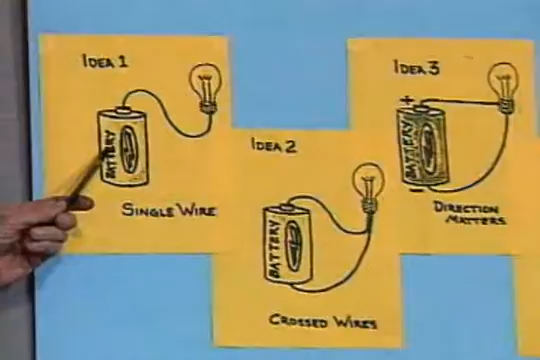 IDEA 1
BATTERY
SINGLE WIRE
IDEA 2
BATTERY
CROSSED WIRES
IDEA 3
+
BATTERY
−
DIRECTION
MATTERS